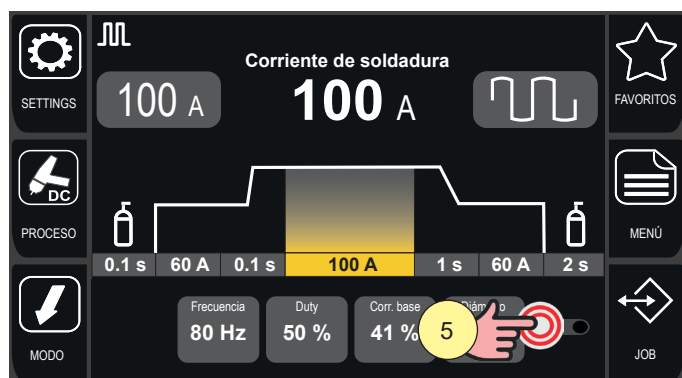 SETTINGS
PROCESO
DC
MODO
Corriente de soldadura
100 A
100 A
0.1 s 60 A 0.1 s 100 A 1 s 60 A 2 s
Frecuencia
80 Hz
Duty
50 %
Corr. base
41 %
5
FAVORITOS
MENÚ
JOB